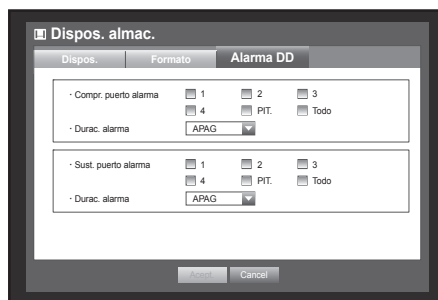 Dispos. almac.
Dispos. Formato Alarma DD
· Compr. puerto alarma 1 2 3
4 PIT. Todo
· Durac. alarma APAG
· Sust. puerto alarma 1 2 3
4 PIT. Todo
· Durac. alarma APAG
Acept. Cancel